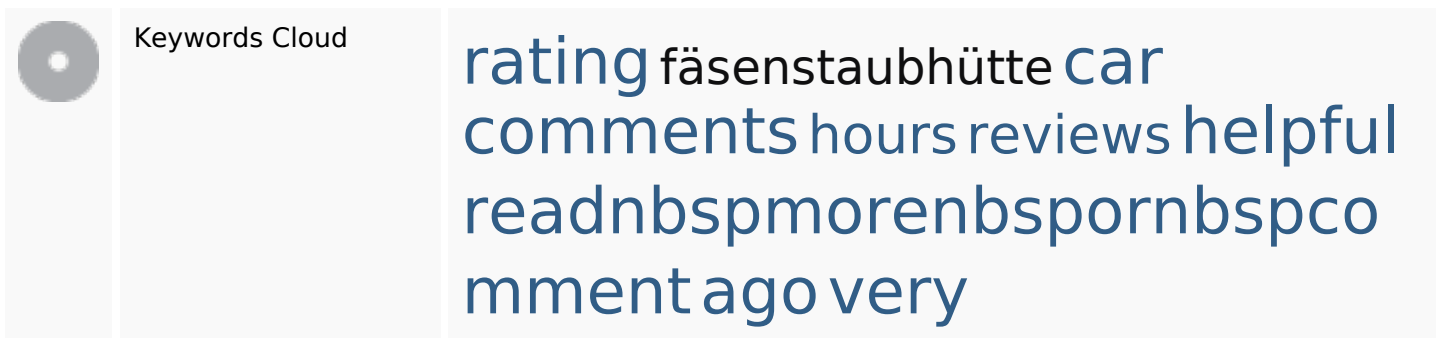 Keywords Cloud
rating fäsenstaubhütte car
comments hours reviews helpful
readnbspmorenbspornbspco
mment ago very